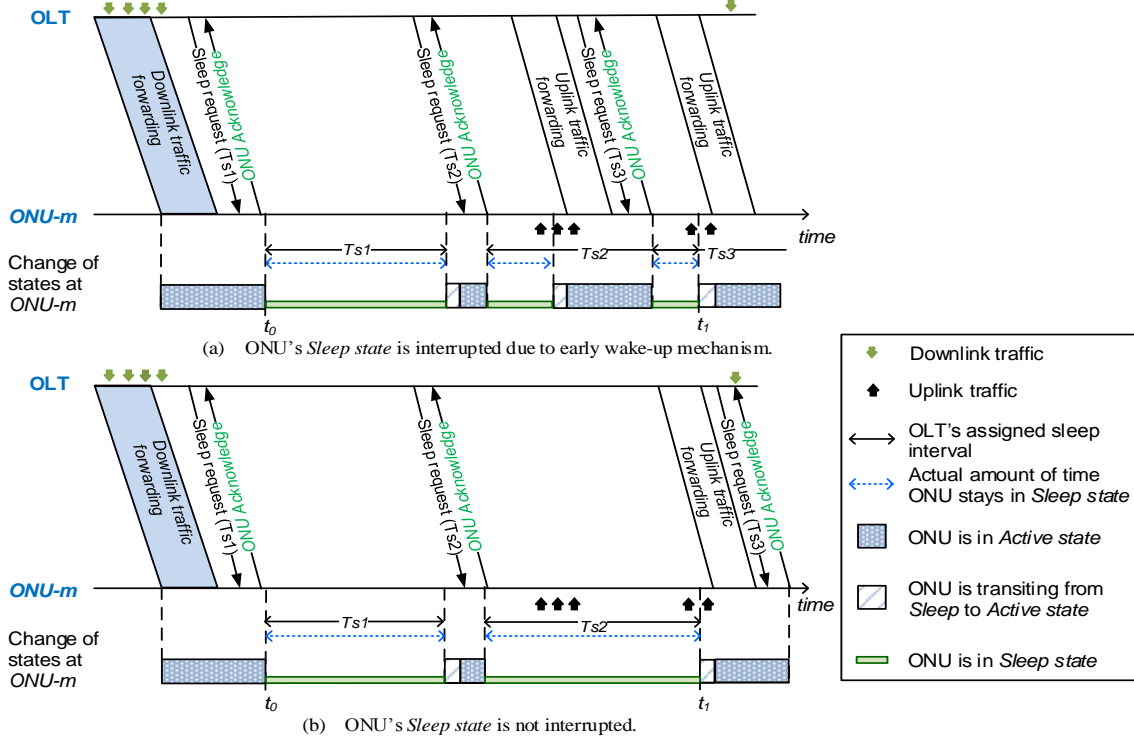 OLT
Downlink traffic
forwarding
Sleep request (Ts1)
ONU Acknowledge
Sleep request (Ts2)
ONU Acknowledge
Uplink traffic
forwarding
Sleep request (Ts3)
ONU Acknowledge
Uplink traffic
forwarding
ONU-m
time
Ts1
Ts2
Ts3
Change of
states at
ONU-m
t0
t1
(a) ONU's Sleep state is interrupted due to early wake-up mechanism.
OLT
Downlink traffic
forwarding
Sleep request (Ts1)
ONU Acknowledge
Sleep request (Ts2)
ONU Acknowledge
Uplink traffic
forwarding
Sleep request (Ts3)
ONU Acknowledge
ONU-m
time
Ts1
Ts2
Change of
states at
ONU-m
t0
t1
(b) ONU's Sleep state is not interrupted.
Downlink traffic
Uplink traffic
OLT's assigned sleep
interval
Actual amount of time
ONU stays in Sleep state
ONU is in Active state
ONU is transiting from
Sleep to Active state
ONU is in Sleep state